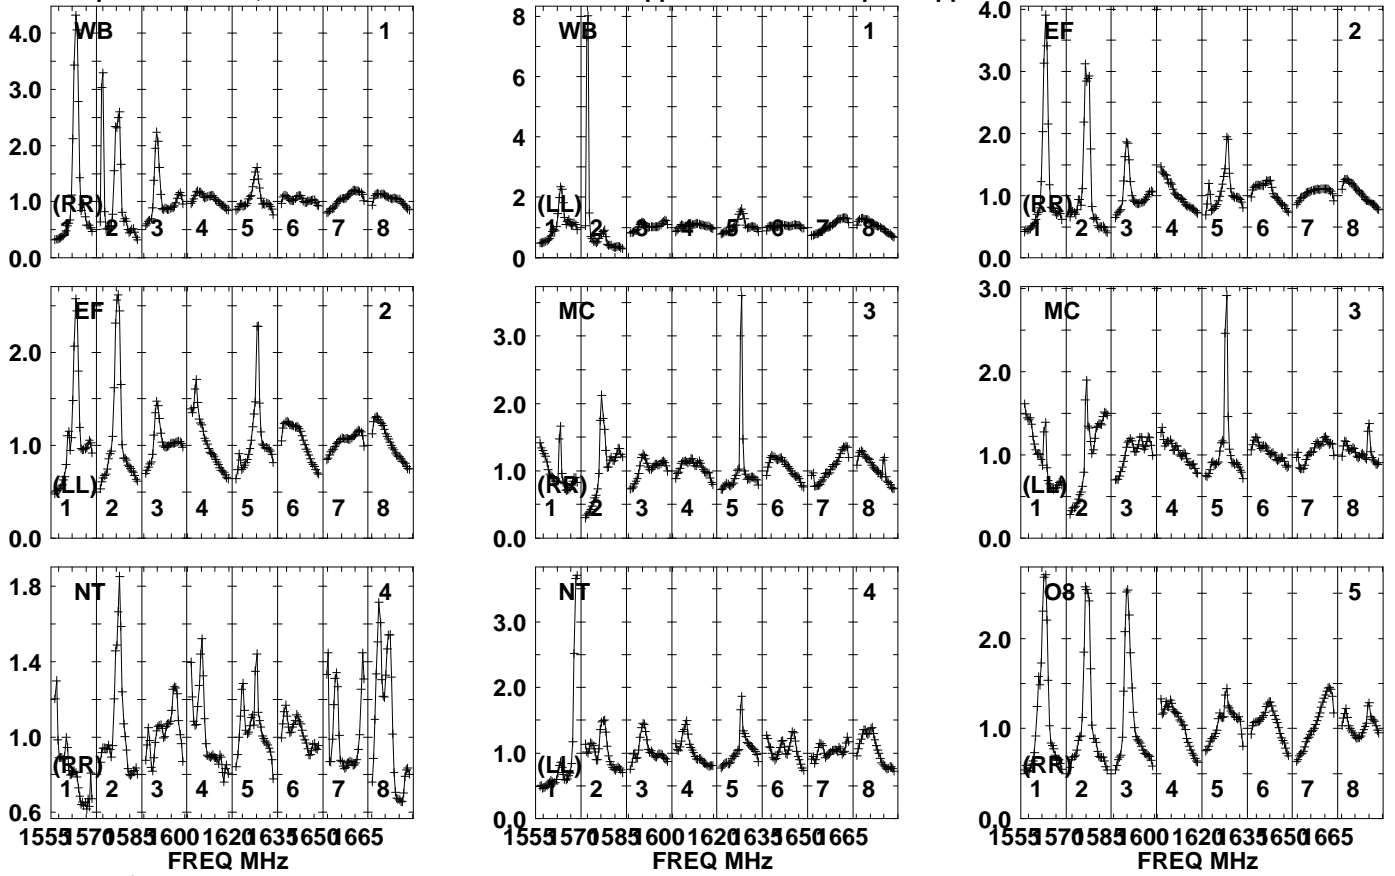 4.0 WB 1
3.0
2.0
1.0 (RR)
0.0 1 2 3 4 5 6 7 8
8 WB 1
6
4
2 (LL)
0 1 2 3 4 5 6 7 8
4.0 EF 2
3.0
2.0
1.0 (RR)
0.0 1 2 3 4 5 6 7 8
EF 2
2.0
1.0
(LL)
0.0 1 2 3 4 5 6 7 8
MC 3
3.0
2.0
1.0 (RR)
0.0 1 2 3 4 5 6 7 8
3.0 MC 3
2.0
1.0 (LL)
0.0 1 2 3 4 5 6 7 8
1.8 NT 4
1.4
1.0
(RR)
0.6 1 2 3 4 5 6 7 8
1555 1570 1585 1600 1620 1635 1650 1665
FREQ MHz
NT 4
3.0
2.0
1.0 (LL)
0.0 1 2 3 4 5 6 7 8
1555 1570 1585 1600 1620 1635 1650 1665
FREQ MHz
O8 5
2.0
1.0 (RR)
0.0 1 2 3 4 5 6 7 8
1555 1570 1585 1600 1620 1635 1650 1665
FREQ MHz